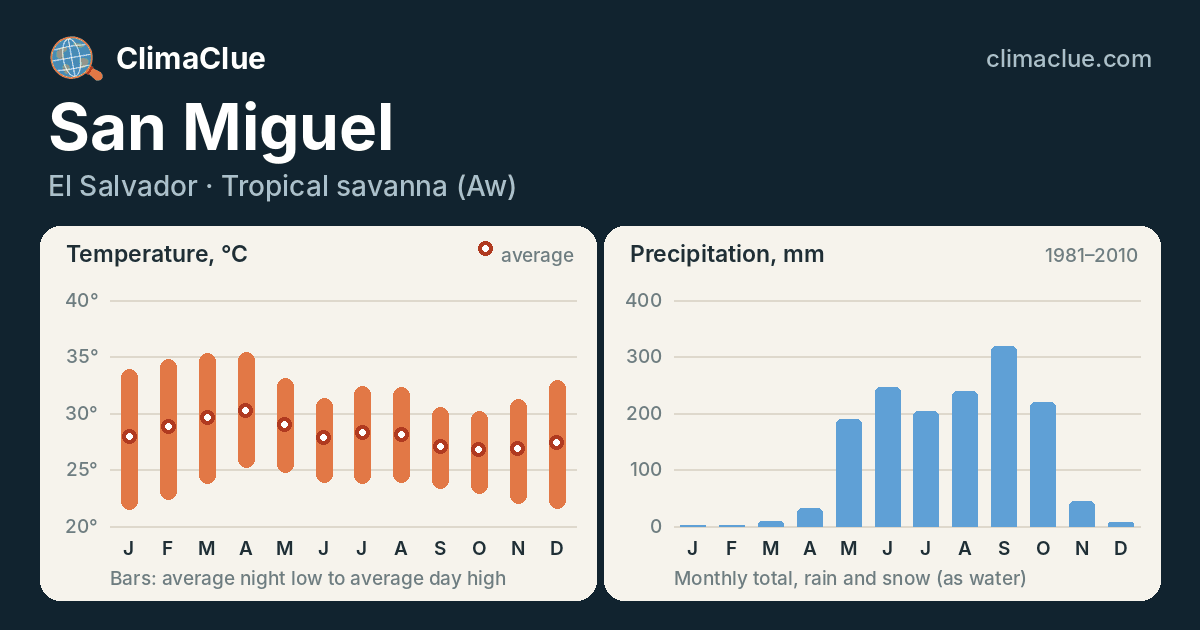 ClimaClue
climaclue.com
San Miguel
El Salvador · Tropical savanna (Aw)
Temperature, °C
average
40°
35°
30°
25°
20°
J F M A M J J A S O N D
Bars: average night low to average day high
Precipitation, mm
1981–2010
400
300
200
100
0
J F M A M J J A S O N D
Monthly total, rain and snow (as water)